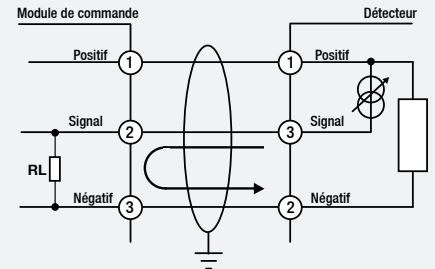 Module de commande
Détecteur
Positif 1 1 Positif
Signal 2 3 Signal
RL
Négatif 3 2 Négatif